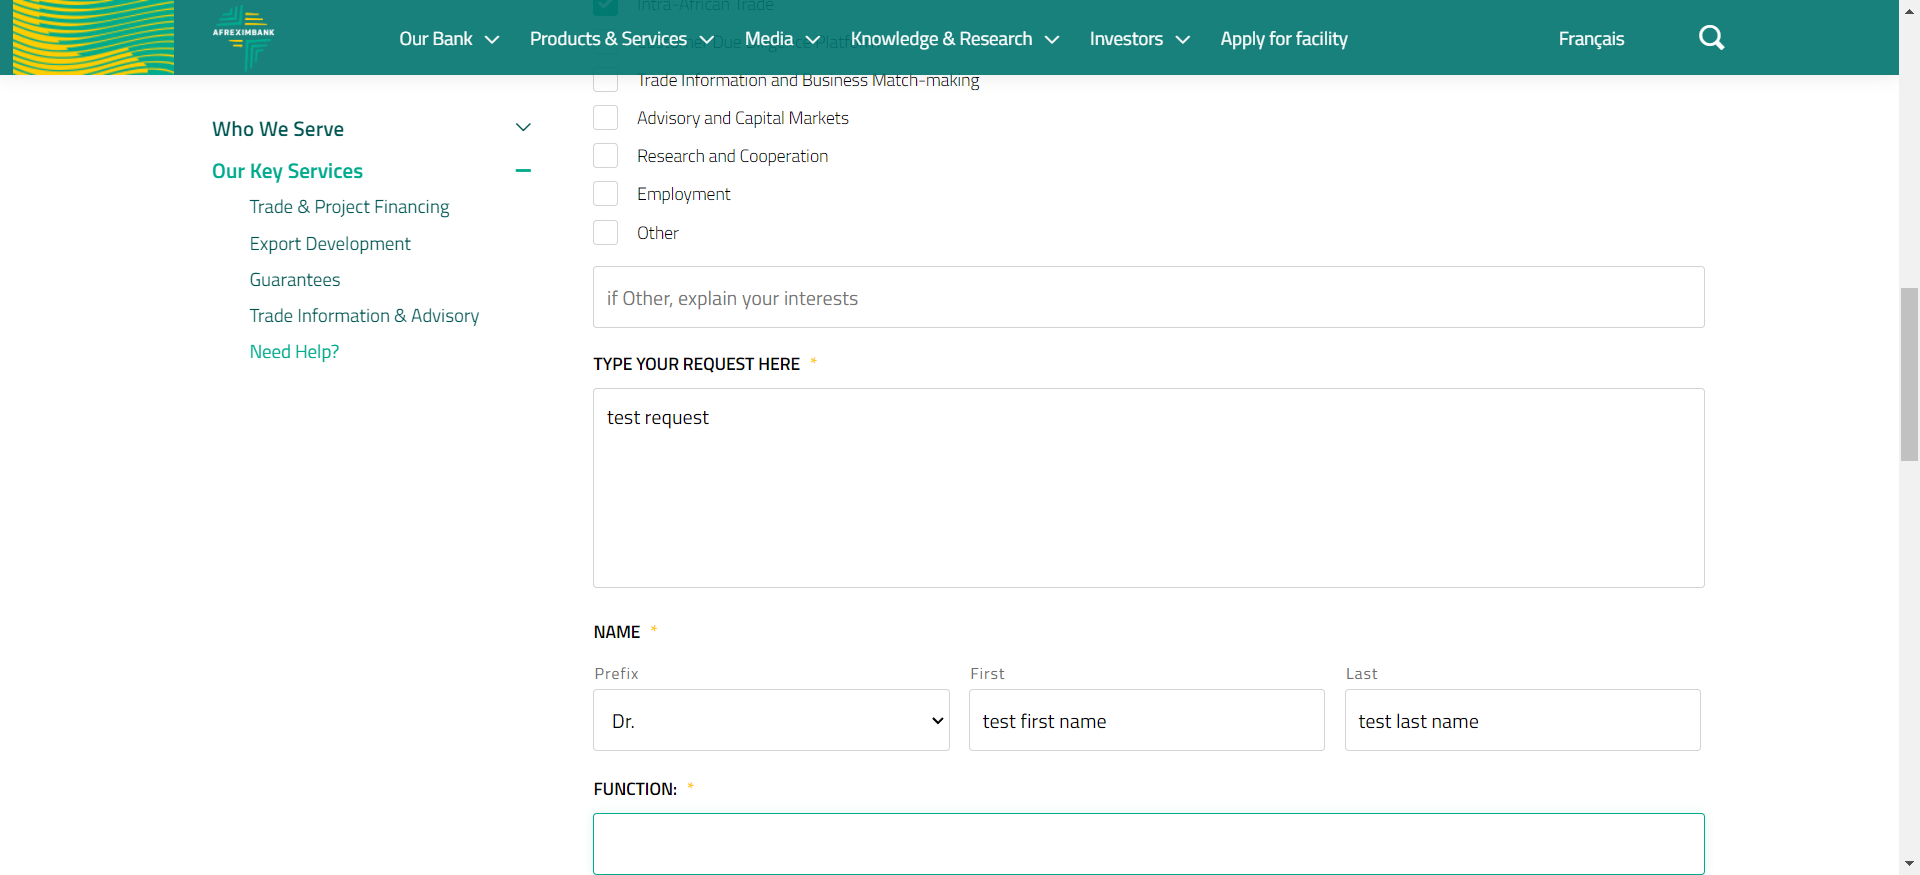 Intra-African Trade
AFREXIMBANK
Our Bank
Products & Services
Media
Knowledge & Research
Investors
Apply for facility
Français
Trade Information and Business Match-making
Who We Serve
Our Key Services
Trade & Project Financing
Export Development
Guarantees
Trade Information & Advisory
Need Help?
Advisory and Capital Markets
Research and Cooperation
Employment
Other
if Other, explain your interests
TYPE YOUR REQUEST HERE *
test request
NAME *
Prefix
First
Last
Dr.
test first name
test last name
FUNCTION: *